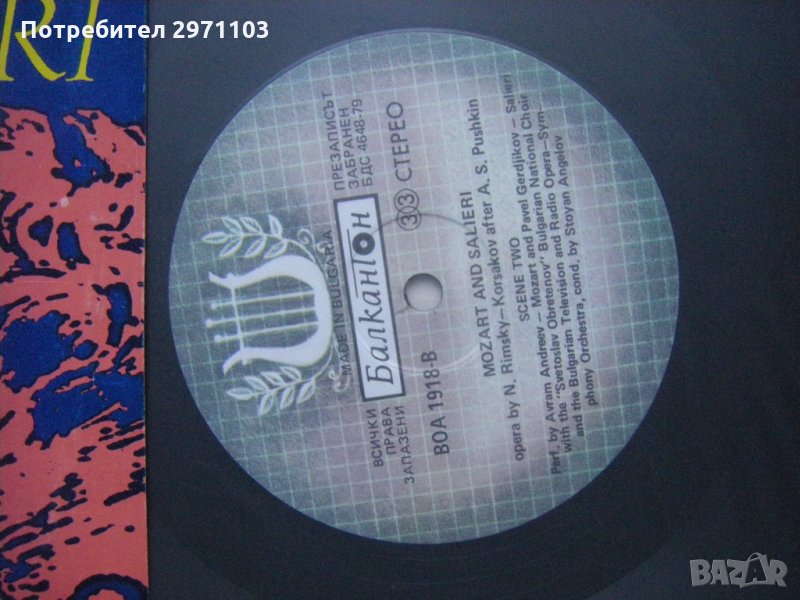 Потребител 2971103
RI
MADE IN BULGARIA
ВСИЧКИ
ПРАВА
ЗАПАЗЕНИ
Балкантон
ПРЕЗАПИСЪТ
ЗАБРАНЕН
БДС 4648-79
BOA 1918-B
33 СТЕРЕО
MOZART AND SALIERI
opera by N. Rimsky–Korsakov after A. S. Pushkin
SCENE TWO
Perf. by Avram Andreev – Mozart and Pavel Gerdjikov – Salieri
with the "Svetoslav Obretenov" Bulgarian National Choir
and the Bulgarian Television and Radio Opera–Sym-
phony Orchestra, cond. by Stoyan Angelov
BAZAR